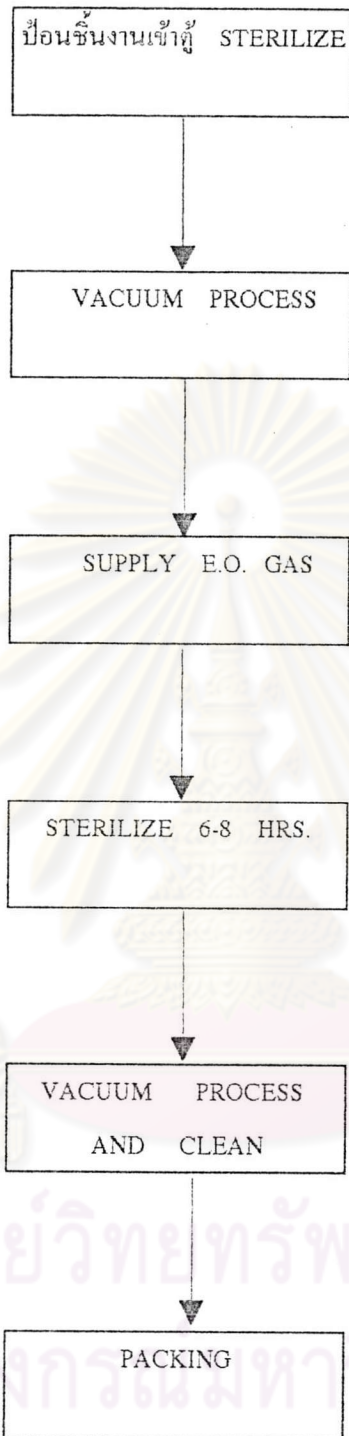 ป้อนชิ้นงานเข้าตู้ STERILIZE
VACUUM PROCESS
SUPPLY E.O. GAS
STERILIZE 6-8 HRS.
VACUUM PROCESS
AND CLEAN
PACKING